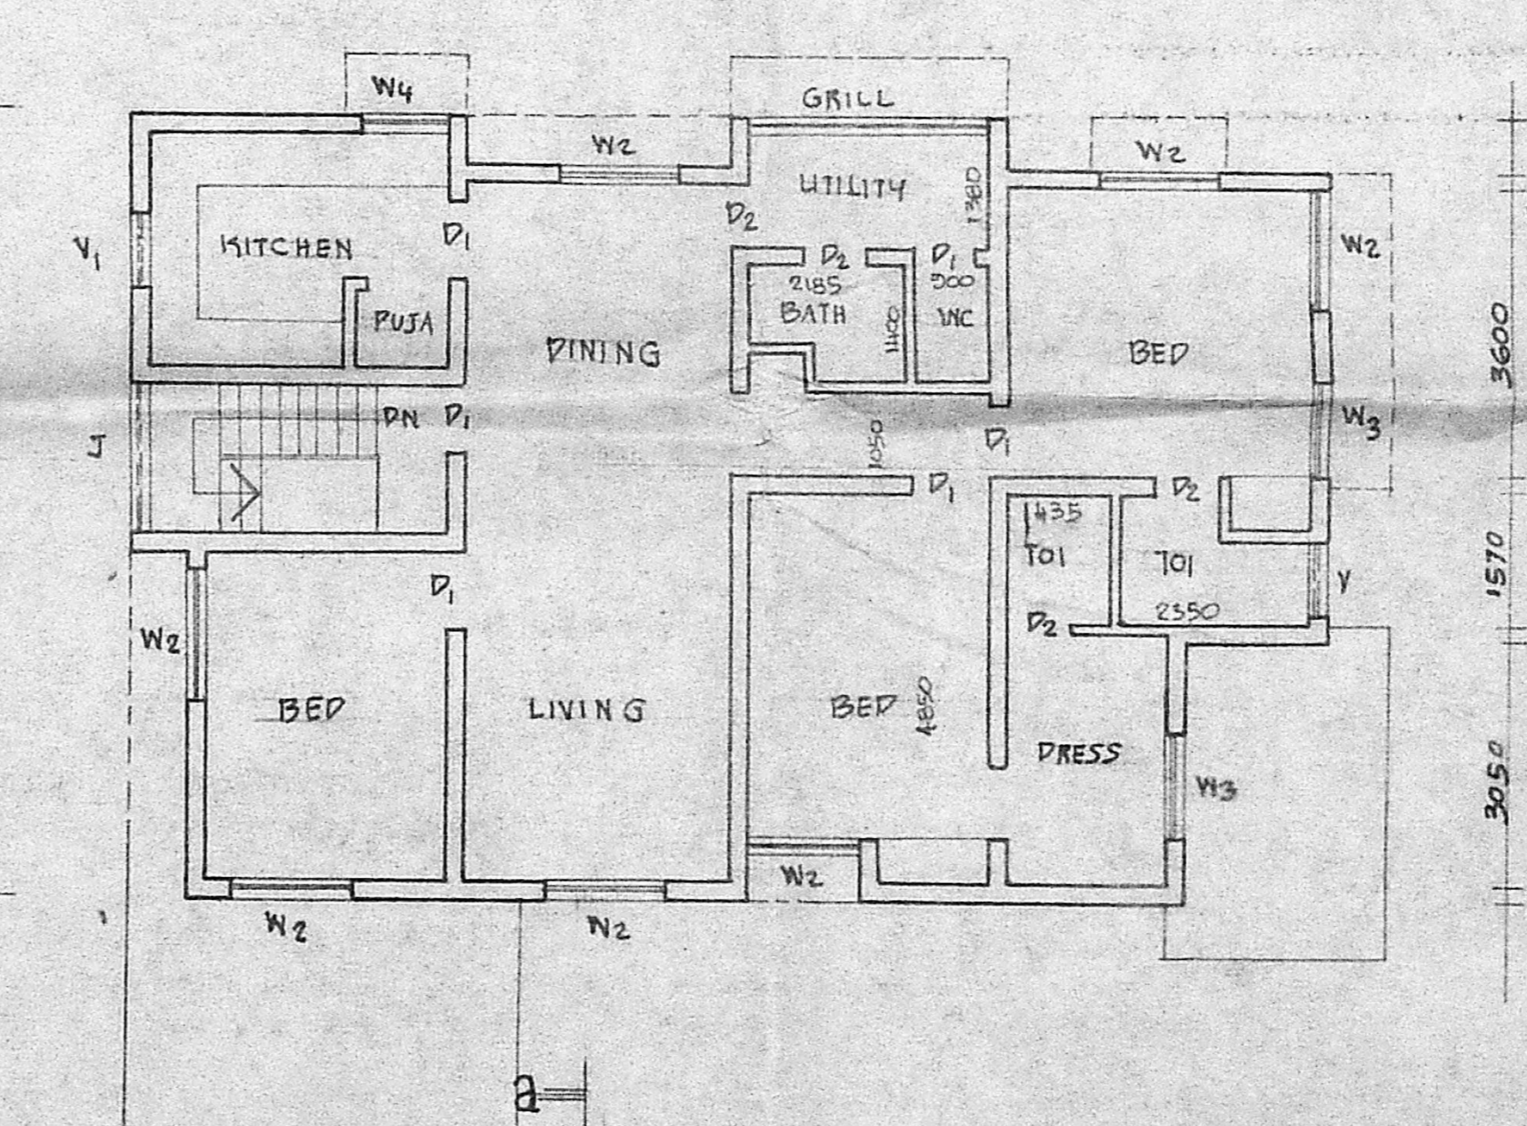 W4
GRILL
W2
W2
UTILITY
1380
D2
V1
KITCHEN
D1
W2
D2
D1
2185
900
PUJA
BATH
1400
WC
DINING
BED
3600
J
DN
D1
1050
D1
W3
D1
D2
1435
TOI
TOI
V
1570
D1
2350
D2
W2
BED
LIVING
BED
4850
DRESS
W3
3050
W2
W2
W2
a